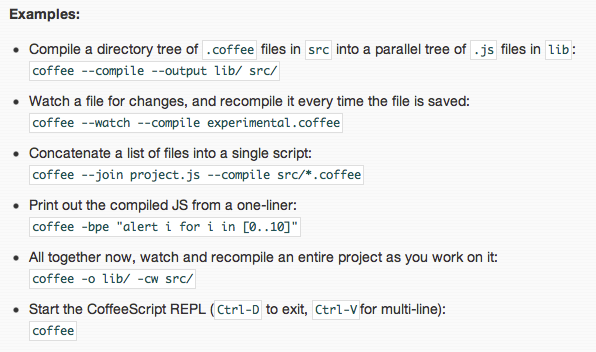 Examples:
• Compile a directory tree of .coffee files in src into a parallel tree of .js files in lib:
coffee --compile --output lib/ src/
• Watch a file for changes, and recompile it every time the file is saved:
coffee --watch --compile experimental.coffee
• Concatenate a list of files into a single script:
coffee --join project.js --compile src/*.coffee
• Print out the compiled JS from a one-liner:
coffee -bpe "alert i for i in [0..10]"
• All together now, watch and recompile an entire project as you work on it:
coffee -o lib/ -cw src/
• Start the CoffeeScript REPL (Ctrl-D to exit, Ctrl-V for multi-line):
coffee